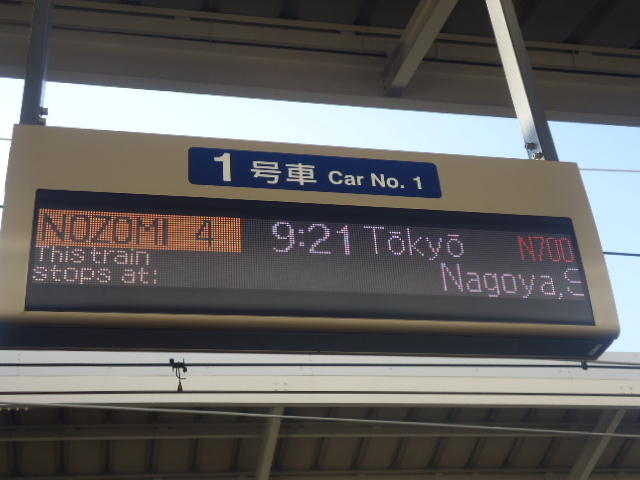 1 号車 Car No. 1
NOZOMI 4 9:21 Tōkyō N700
This train
stops at: Nagoya,S